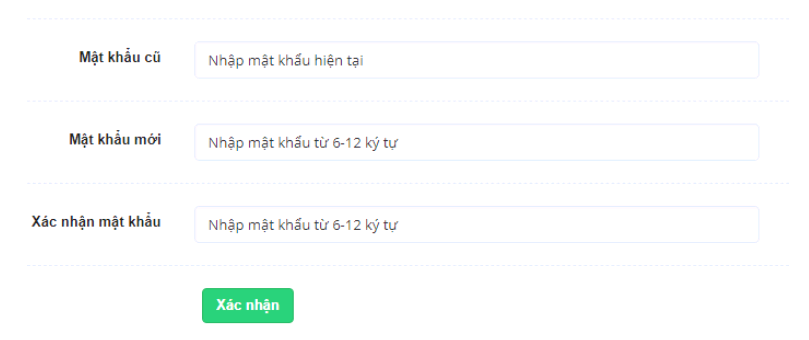 Mật khẩu cũ Nhập mật khẩu hiện tại
Mật khẩu mới Nhập mật khẩu từ 6-12 ký tự
Xác nhận mật khẩu Nhập mật khẩu từ 6-12 ký tự
Xác nhận